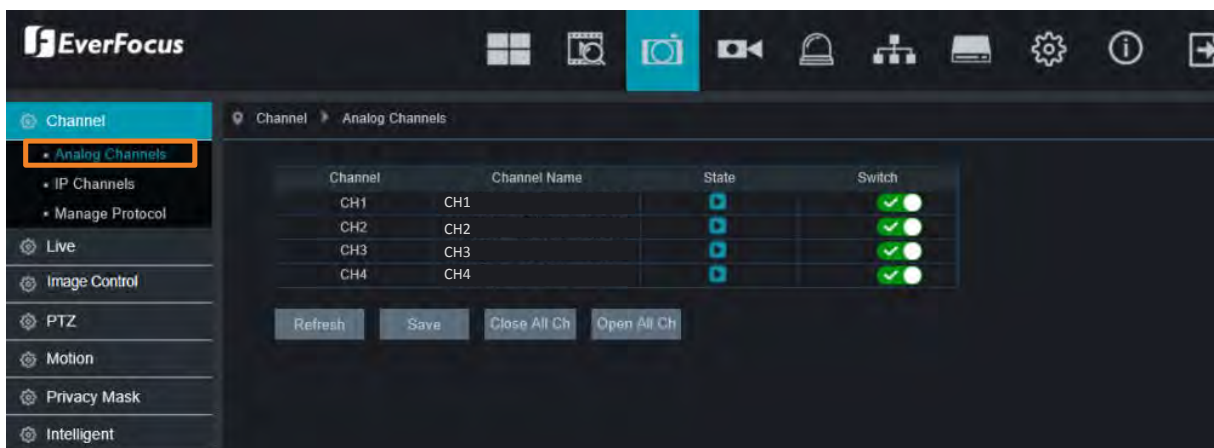 EverFocus
Channel
Analog Channels
IP Channels
Manage Protocol
Live
Image Control
PTZ
Motion
Privacy Mask
Intelligent
Channel Analog Channels
Channel Channel Name State Switch
CH1 CH1
CH2 CH2
CH3 CH3
CH4 CH4
Refresh Save Close All Ch Open All Ch